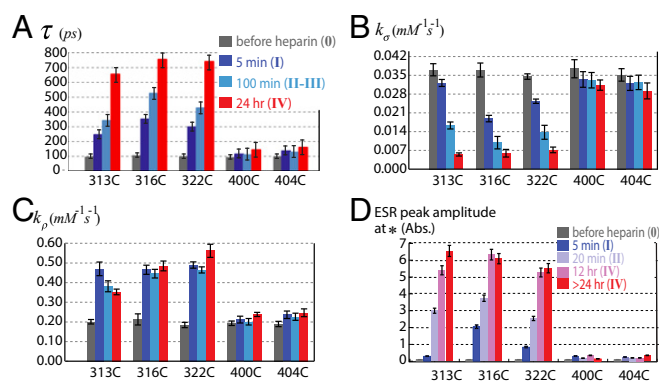 A τ (ps)
before heparin (0)
5 min (I)
100 min (II-III)
24 hr (IV)
800
700
600
500
400
300
200
100
0
313C 316C 322C 400C 404C
B kσ (mM⁻¹s⁻¹)
0.042
0.035
0.028
0.021
0.014
0.007
0.000
313C 316C 322C 400C 404C
C kρ (mM⁻¹s⁻¹)
0.60
0.50
0.40
0.30
0.20
0.10
0.00
313C 316C 322C 400C 404C
D ESR peak amplitude
at * (Abs.)
before heparin (0)
5 min (I)
20 min (II)
12 hr (IV)
>24 hr (IV)
7
6
5
4
3
2
1
0
313C 316C 322C 400C 404C